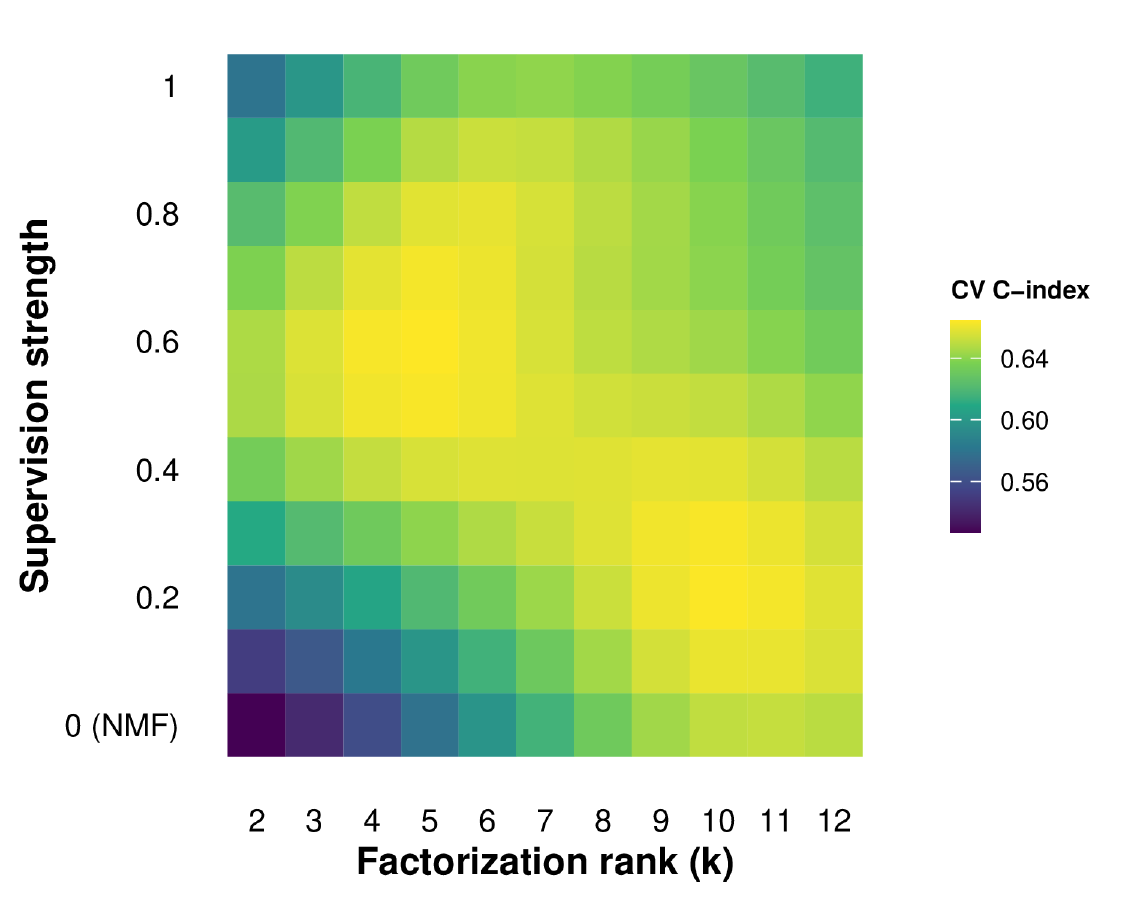 1
0.8
0.6
0.4
0.2
0 (NMF)
Supervision strength
2 3 4 5 6 7 8 9 10 11 12
Factorization rank (k)
CV C−index
0.64
0.60
0.56